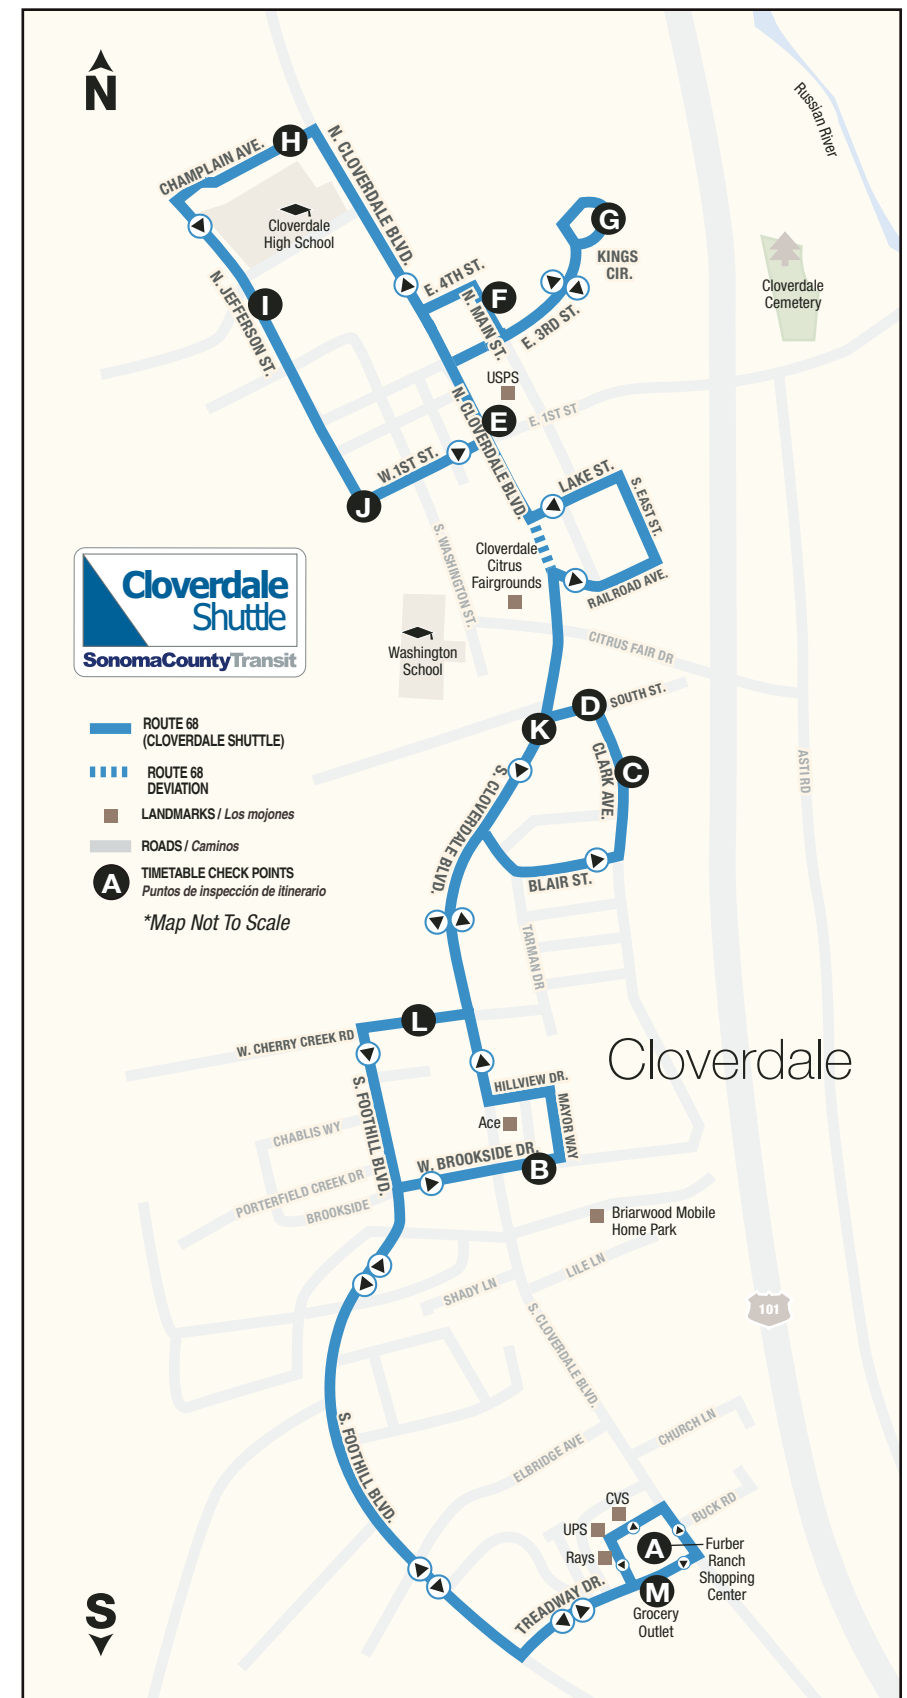 N
Russian River
CHAMPLAIN AVE.
H
N. CLOVERDALE BLVD.
Cloverdale
High School
G
KINGS
CIR.
E. 4TH ST.
F
N. MAIN ST.
E. 3RD ST.
Cloverdale
Cemetery
N. JEFFERSON ST.
I
USPS
N. CLOVERDALE BLVD.
E
E. 1ST ST
W. 1ST ST.
J
LAKE ST.
S. EAST ST.
RAILROAD AVE.
S. WASHINGTON ST.
Cloverdale
Citrus
Fairgrounds
Cloverdale
Shuttle
SonomaCountyTransit
Washington
School
CITRUS FAIR DR
SOUTH ST.
D
K
C
CLARK AVE.
ASTI RD
S. CLOVERDALE BLVD.
BLAIR ST.
TARMAN DR
ROUTE 68
(CLOVERDALE SHUTTLE)
ROUTE 68
DEVIATION
LANDMARKS / Los mojones
ROADS / Caminos
A
TIMETABLE CHECK POINTS
Puntos de inspección de itinerario
*Map Not To Scale
L
W. CHERRY CREEK RD
Cloverdale
S. FOOTHILL BLVD.
HILLVIEW DR.
MAYOR WAY
Ace
CHABLIS WY
W. BROOKSIDE DR.
B
PORTERFIELD CREEK DR
BROOKSIDE
Briarwood Mobile
Home Park
SHADY LN
LILE LN
101
S. CLOVERDALE BLVD.
S. FOOTHILL BLVD.
CHURCH LN
ELBRIDGE AVE
BUCK RD
CVS
UPS
Rays
A
Furber
Ranch
Shopping
Center
TREADWAY DR.
M
Grocery
Outlet
S